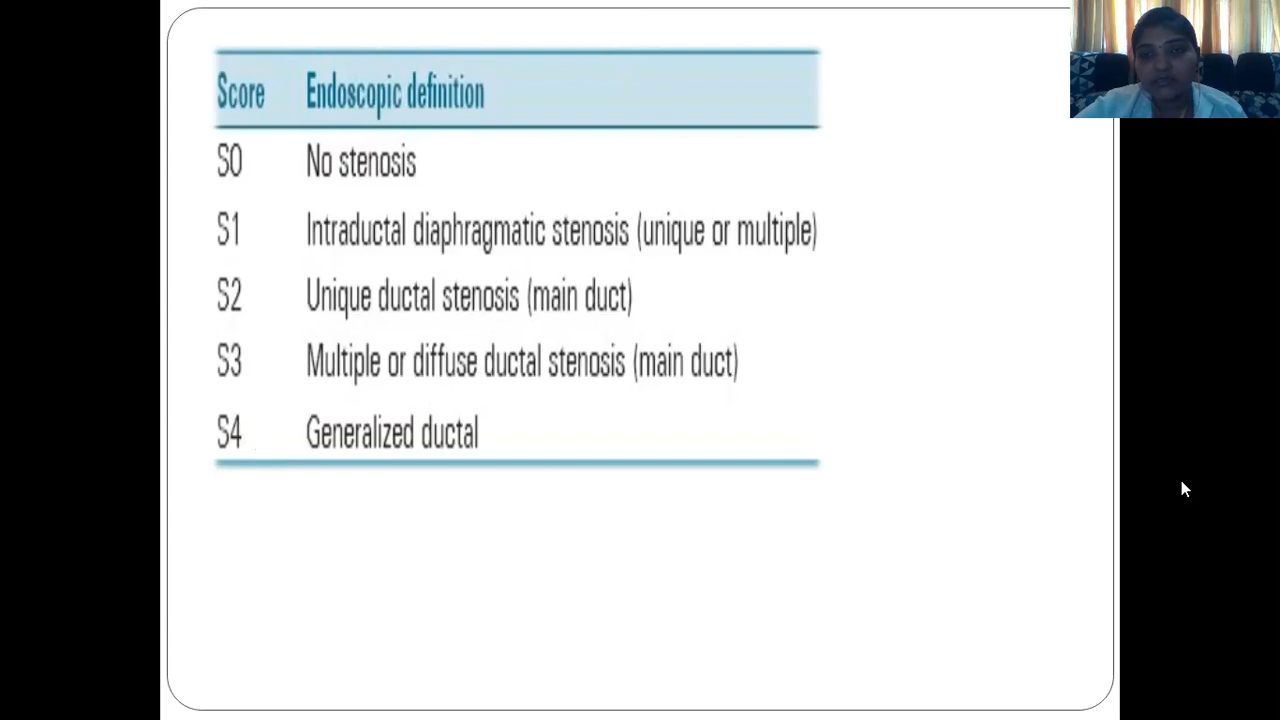 Score Endoscopic definition
S0 No stenosis
S1 Intraductal diaphragmatic stenosis (unique or multiple)
S2 Unique ductal stenosis (main duct)
S3 Multiple or diffuse ductal stenosis (main duct)
S4 Generalized ductal